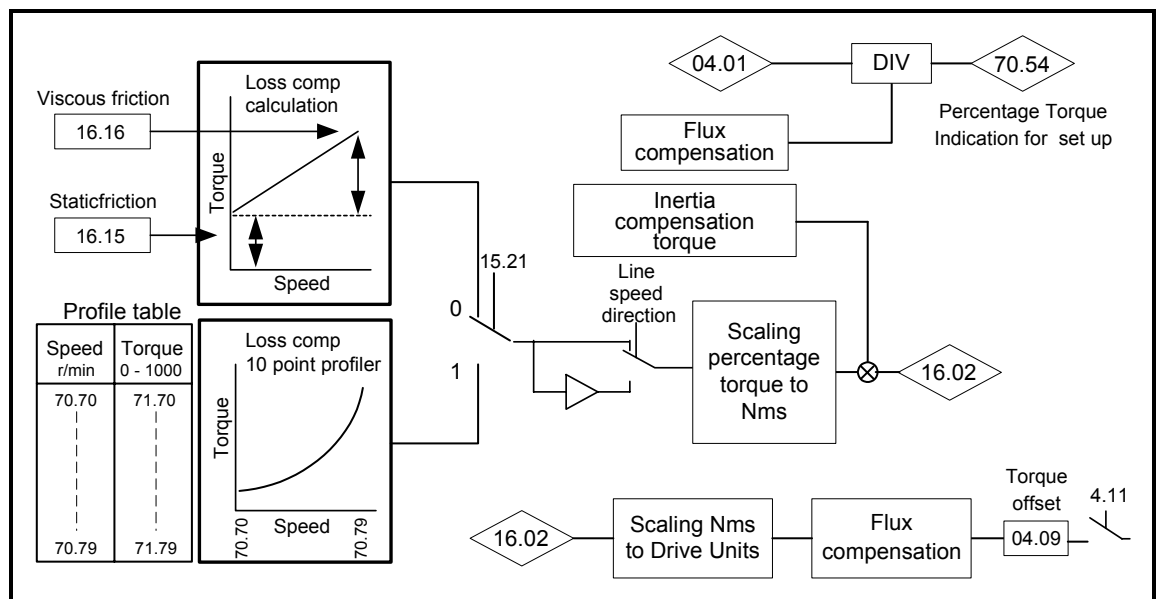 Viscous friction
16.16
Staticfriction
16.15
Loss comp
calculation
Torque
Speed
Profile table
Speed
r/min
Torque
0 - 1000
70.70
71.70
70.79
71.79
Loss comp
10 point profiler
Torque
70.70
Speed
70.79
15.21
0
1
04.01
DIV
70.54
Percentage Torque
Indication for set up
Flux
compensation
Inertia
compensation
torque
Line
speed
direction
Scaling
percentage
torque to
Nms
16.02
16.02
Scaling Nms
to Drive Units
Flux
compensation
Torque
offset
04.09
4.11